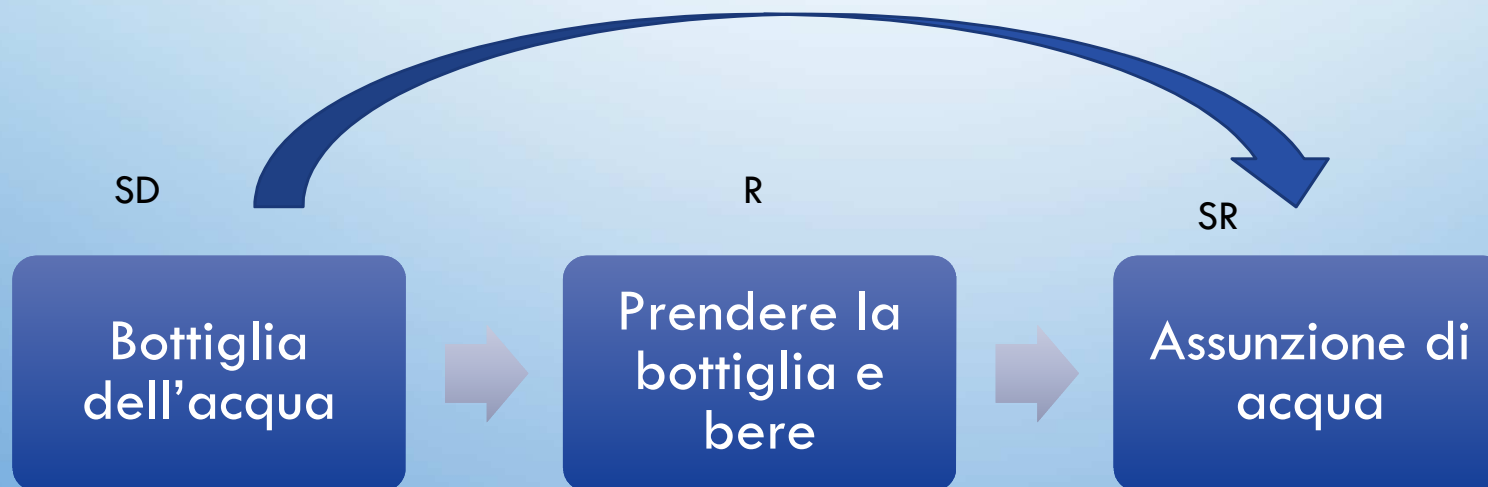 SD
R
SR
Bottiglia
dell’acqua
Prendere la
bottiglia e
bere
Assunzione di
acqua